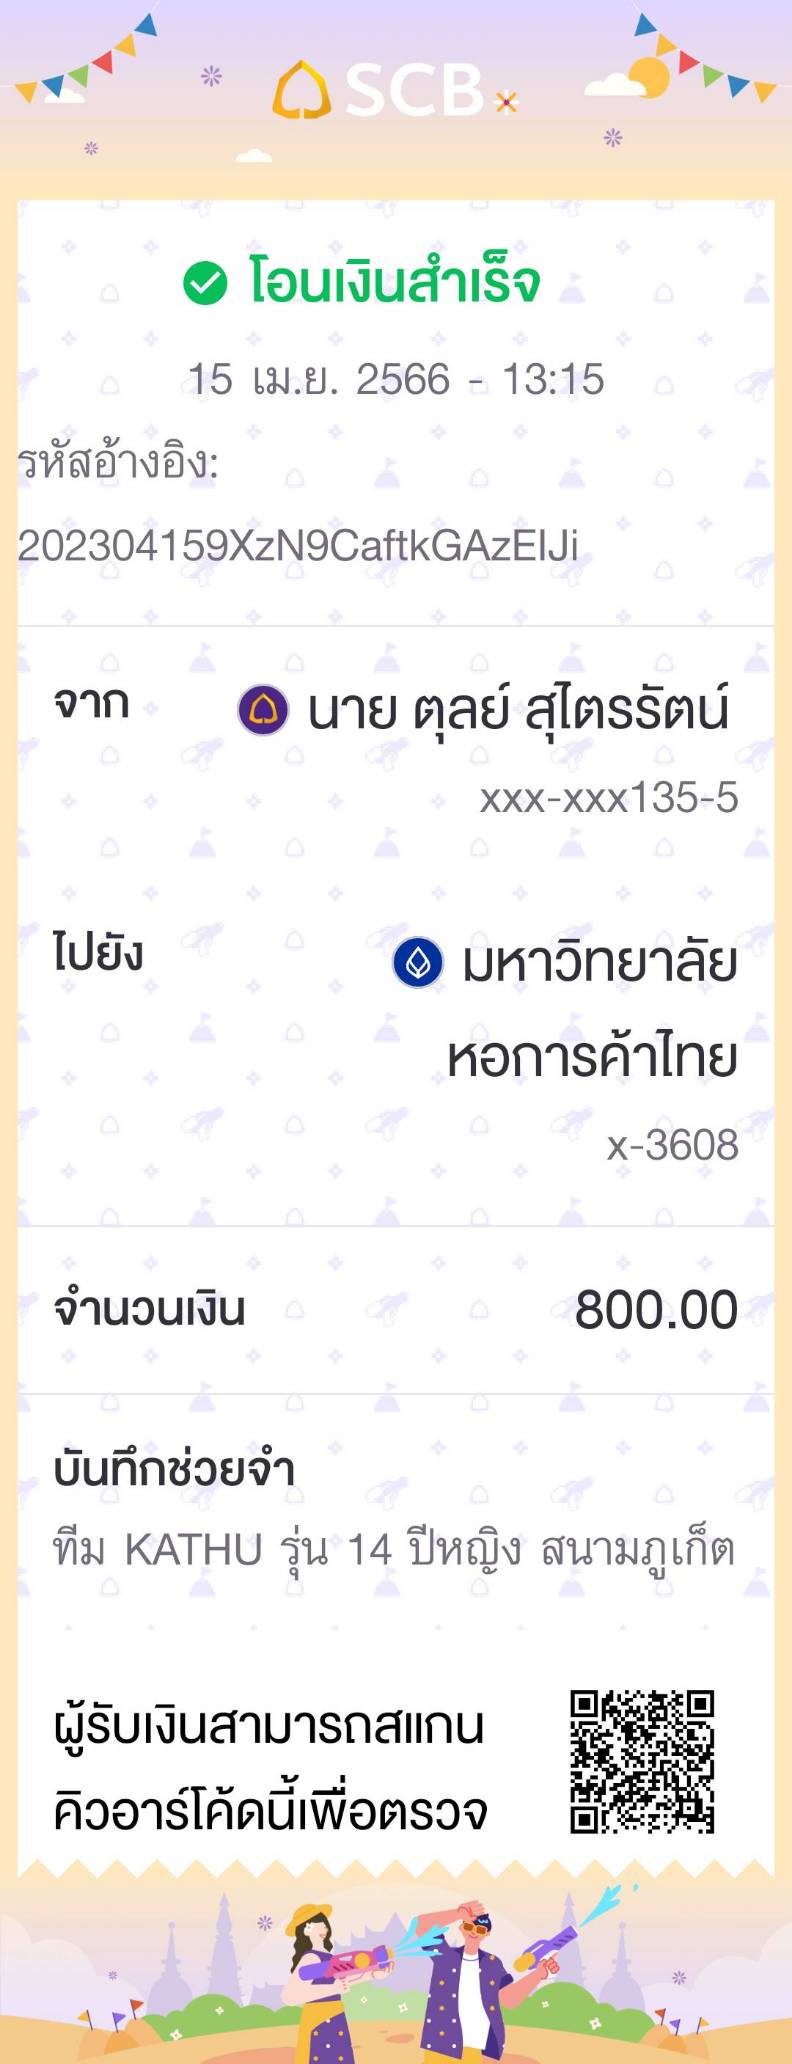 SCB
โอนเงินสำเร็จ
15 เม.ย. 2566 - 13:15
รหัสอ้างอิง:
202304159XzN9CaftkGAzEIJi
จาก นาย ตุลย์ สุไตรรัตน์
xxx-xxx135-5
ไปยัง มหาวิทยาลัย
หอการค้าไทย
x-3608
จำนวนเงิน 800.00
บันทึกช่วยจำ
ทีม KATHU รุ่น 14 ปีหญิง สนามภูเก็ต
ผู้รับเงินสามารถสแกน
คิวอาร์โค้ดนี้เพื่อตรวจ